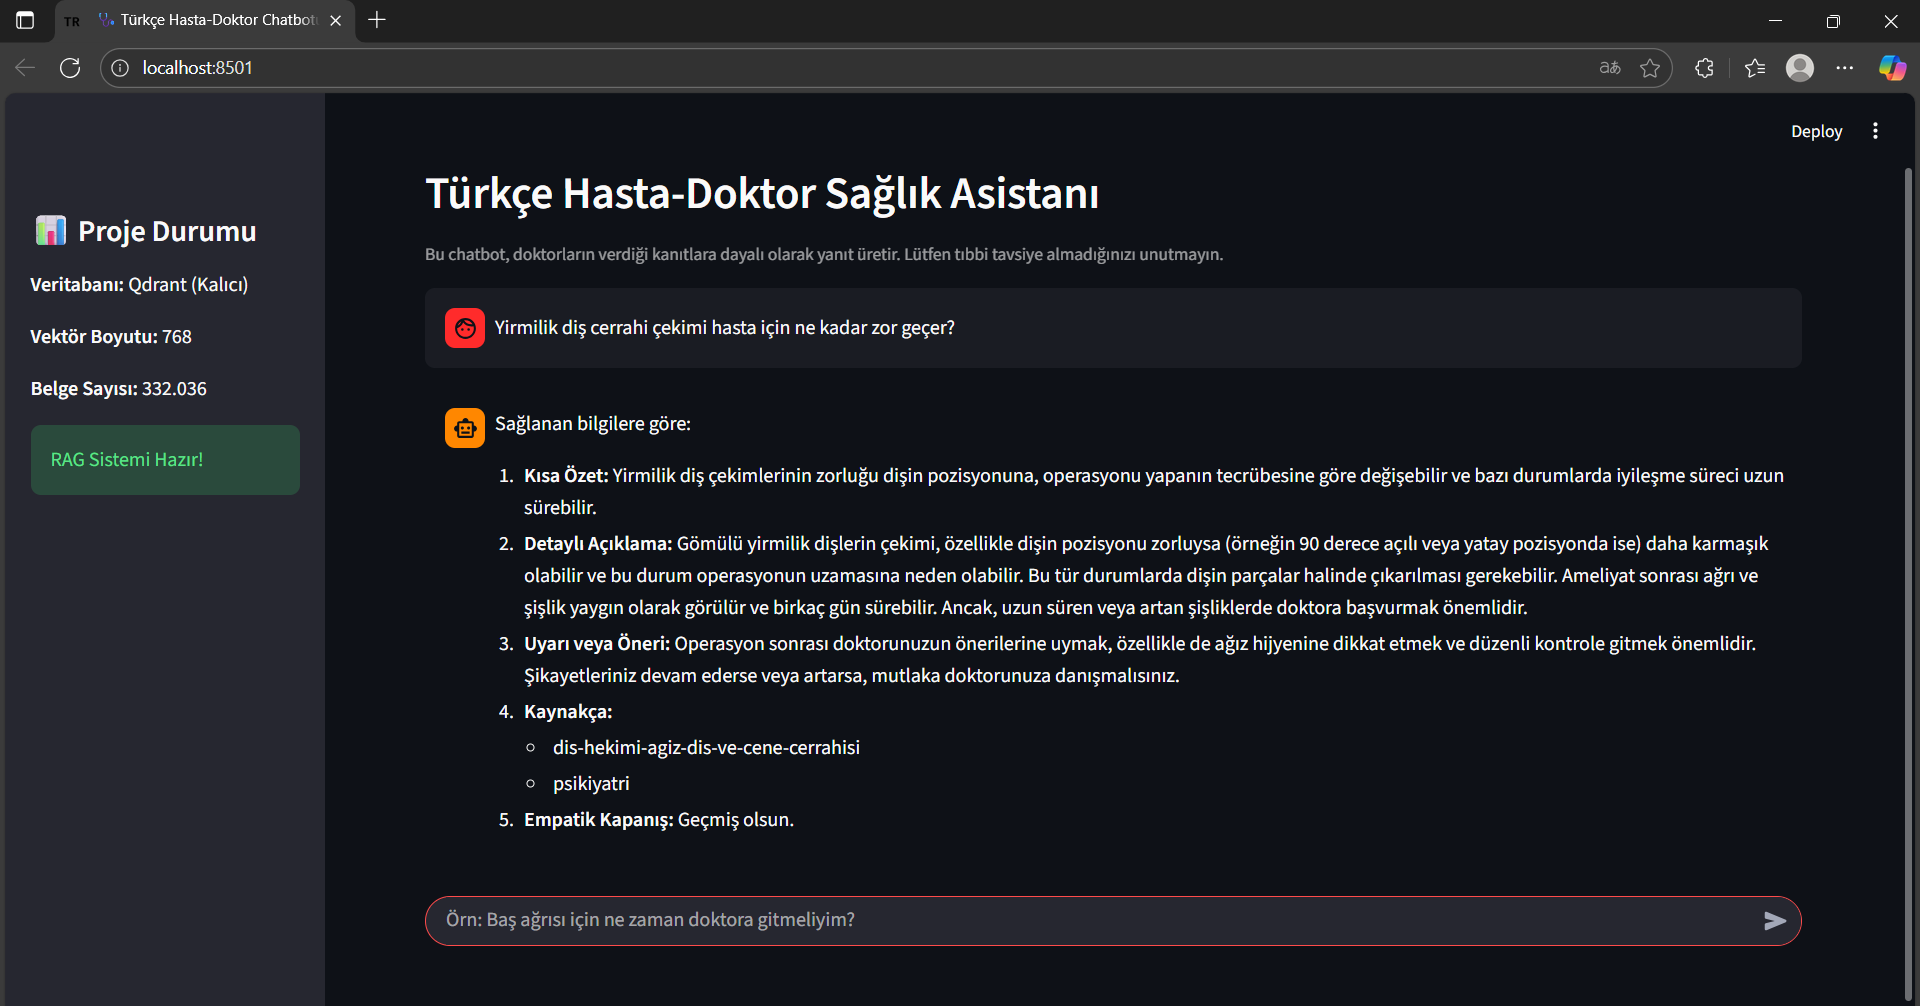 TR
Türkçe Hasta-Doktor Chatbotu
localhost:8501
aあ
Deploy
Proje Durumu
Veritabanı: Qdrant (Kalıcı)
Vektör Boyutu: 768
Belge Sayısı: 332.036
RAG Sistemi Hazır!
Türkçe Hasta-Doktor Sağlık Asistanı
Bu chatbot, doktorların verdiği kanıtlara dayalı olarak yanıt üretir. Lütfen tıbbi tavsiye almadığınızı unutmayın.
Yirmilik diş cerrahi çekimi hasta için ne kadar zor geçer?
Sağlanan bilgilere göre:
1. Kısa Özet: Yirmilik diş çekimlerinin zorluğu dişin pozisyonuna, operasyonu yapanın tecrübesine göre değişebilir ve bazı durumlarda iyileşme süreci uzun
sürebilir.
2. Detaylı Açıklama: Gömülü yirmilik dişlerin çekimi, özellikle dişin pozisyonu zorluysa (örneğin 90 derece açılı veya yatay pozisyonda ise) daha karmaşık
olabilir ve bu durum operasyonun uzamasına neden olabilir. Bu tür durumlarda dişin parçalar halinde çıkarılması gerekebilir. Ameliyat sonrası ağrı ve
şişlik yaygın olarak görülür ve birkaç gün sürebilir. Ancak, uzun süren veya artan şişliklerde doktora başvurmak önemlidir.
3. Uyarı veya Öneri: Operasyon sonrası doktorunuzun önerilerine uymak, özellikle de ağız hijyenine dikkat etmek ve düzenli kontrole gitmek önemlidir.
Şikayetleriniz devam ederse veya artarsa, mutlaka doktorunuza danışmalısınız.
4. Kaynakça:
dis-hekimi-agiz-dis-ve-cene-cerrahisi
psikiyatri
5. Empatik Kapanış: Geçmiş olsun.
Örn: Baş ağrısı için ne zaman doktora gitmeliyim?